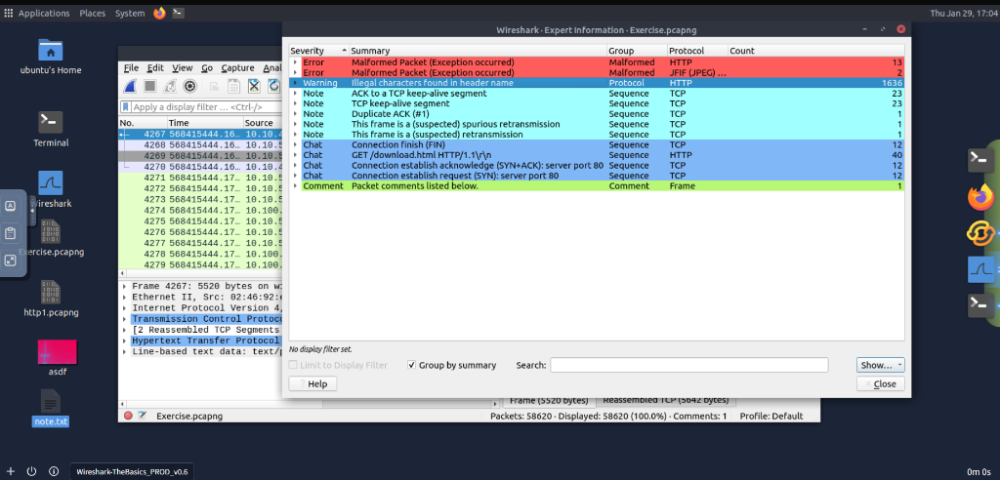 Applications Places System Thu Jan 29, 17:04
ubuntu's Home
Terminal
Wireshark
Exercise.pcapng
http1.pcapng
asdf
note.txt
File Edit View Go Capture Anal
Apply a display filter ... <Ctrl-/>
No. Time Source
4267 568415444.16… 10.10.
4268 568415444.16… 10.10.5
4269 568415444.16… 10.10.
4270 568415444.16… 10.10.
4271 568415444.17… 10.10.5
4272 568415444.17… 10.10.5
4273 568415444.17… 10.10.5
4274 568415444.17… 10.100.
4275 568415444.17… 10.10.5
4276 568415444.17… 10.10.5
4277 568415444.17… 10.10.5
4278 568415444.17… 10.100.
4279 568415444.17… 10.100.
Frame 4267: 5520 bytes on wi
Ethernet II, Src: 02:46:92:e
Internet Protocol Version 4,
Transmission Control Protoco
[2 Reassembled TCP Segments
Hypertext Transfer Protocol
Line-based text data: text/
Frame (5520 bytes) Reassembled TCP (5642 bytes)
Exercise.pcapng Packets: 58620 · Displayed: 58620 (100.0%) · Comments: 1 Profile: Default
Wireshark · Expert Information · Exercise.pcapng
Severity Summary Group Protocol Count
Error Malformed Packet (Exception occurred) Malformed HTTP 13
Error Malformed Packet (Exception occurred) Malformed JFIF (JPEG) ... 2
Warning Illegal characters found in header name Protocol HTTP 1636
Note ACK to a TCP keep-alive segment Sequence TCP 23
Note TCP keep-alive segment Sequence TCP 23
Note Duplicate ACK (#1) Sequence TCP 1
Note This frame is a (suspected) spurious retransmission Sequence TCP 1
Note This frame is a (suspected) retransmission Sequence TCP 1
Chat Connection finish (FIN) Sequence TCP 12
Chat GET /download.html HTTP/1.1\r\n Sequence HTTP 40
Chat Connection establish acknowledge (SYN+ACK): server port 80 Sequence TCP 12
Chat Connection establish request (SYN): server port 80 Sequence TCP 12
Comment Packet comments listed below. Comment Frame 1
No display filter set.
Limit to Display Filter Group by summary Search: Show...
Help Close
Wireshark-TheBasics_PROD_v0.6 0m 0s